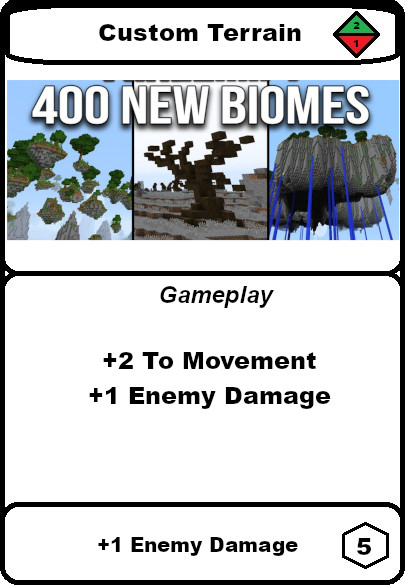 Custom Terrain
2
1
400 NEW BIOMES
Gameplay
+2 To Movement
+1 Enemy Damage
+1 Enemy Damage
5